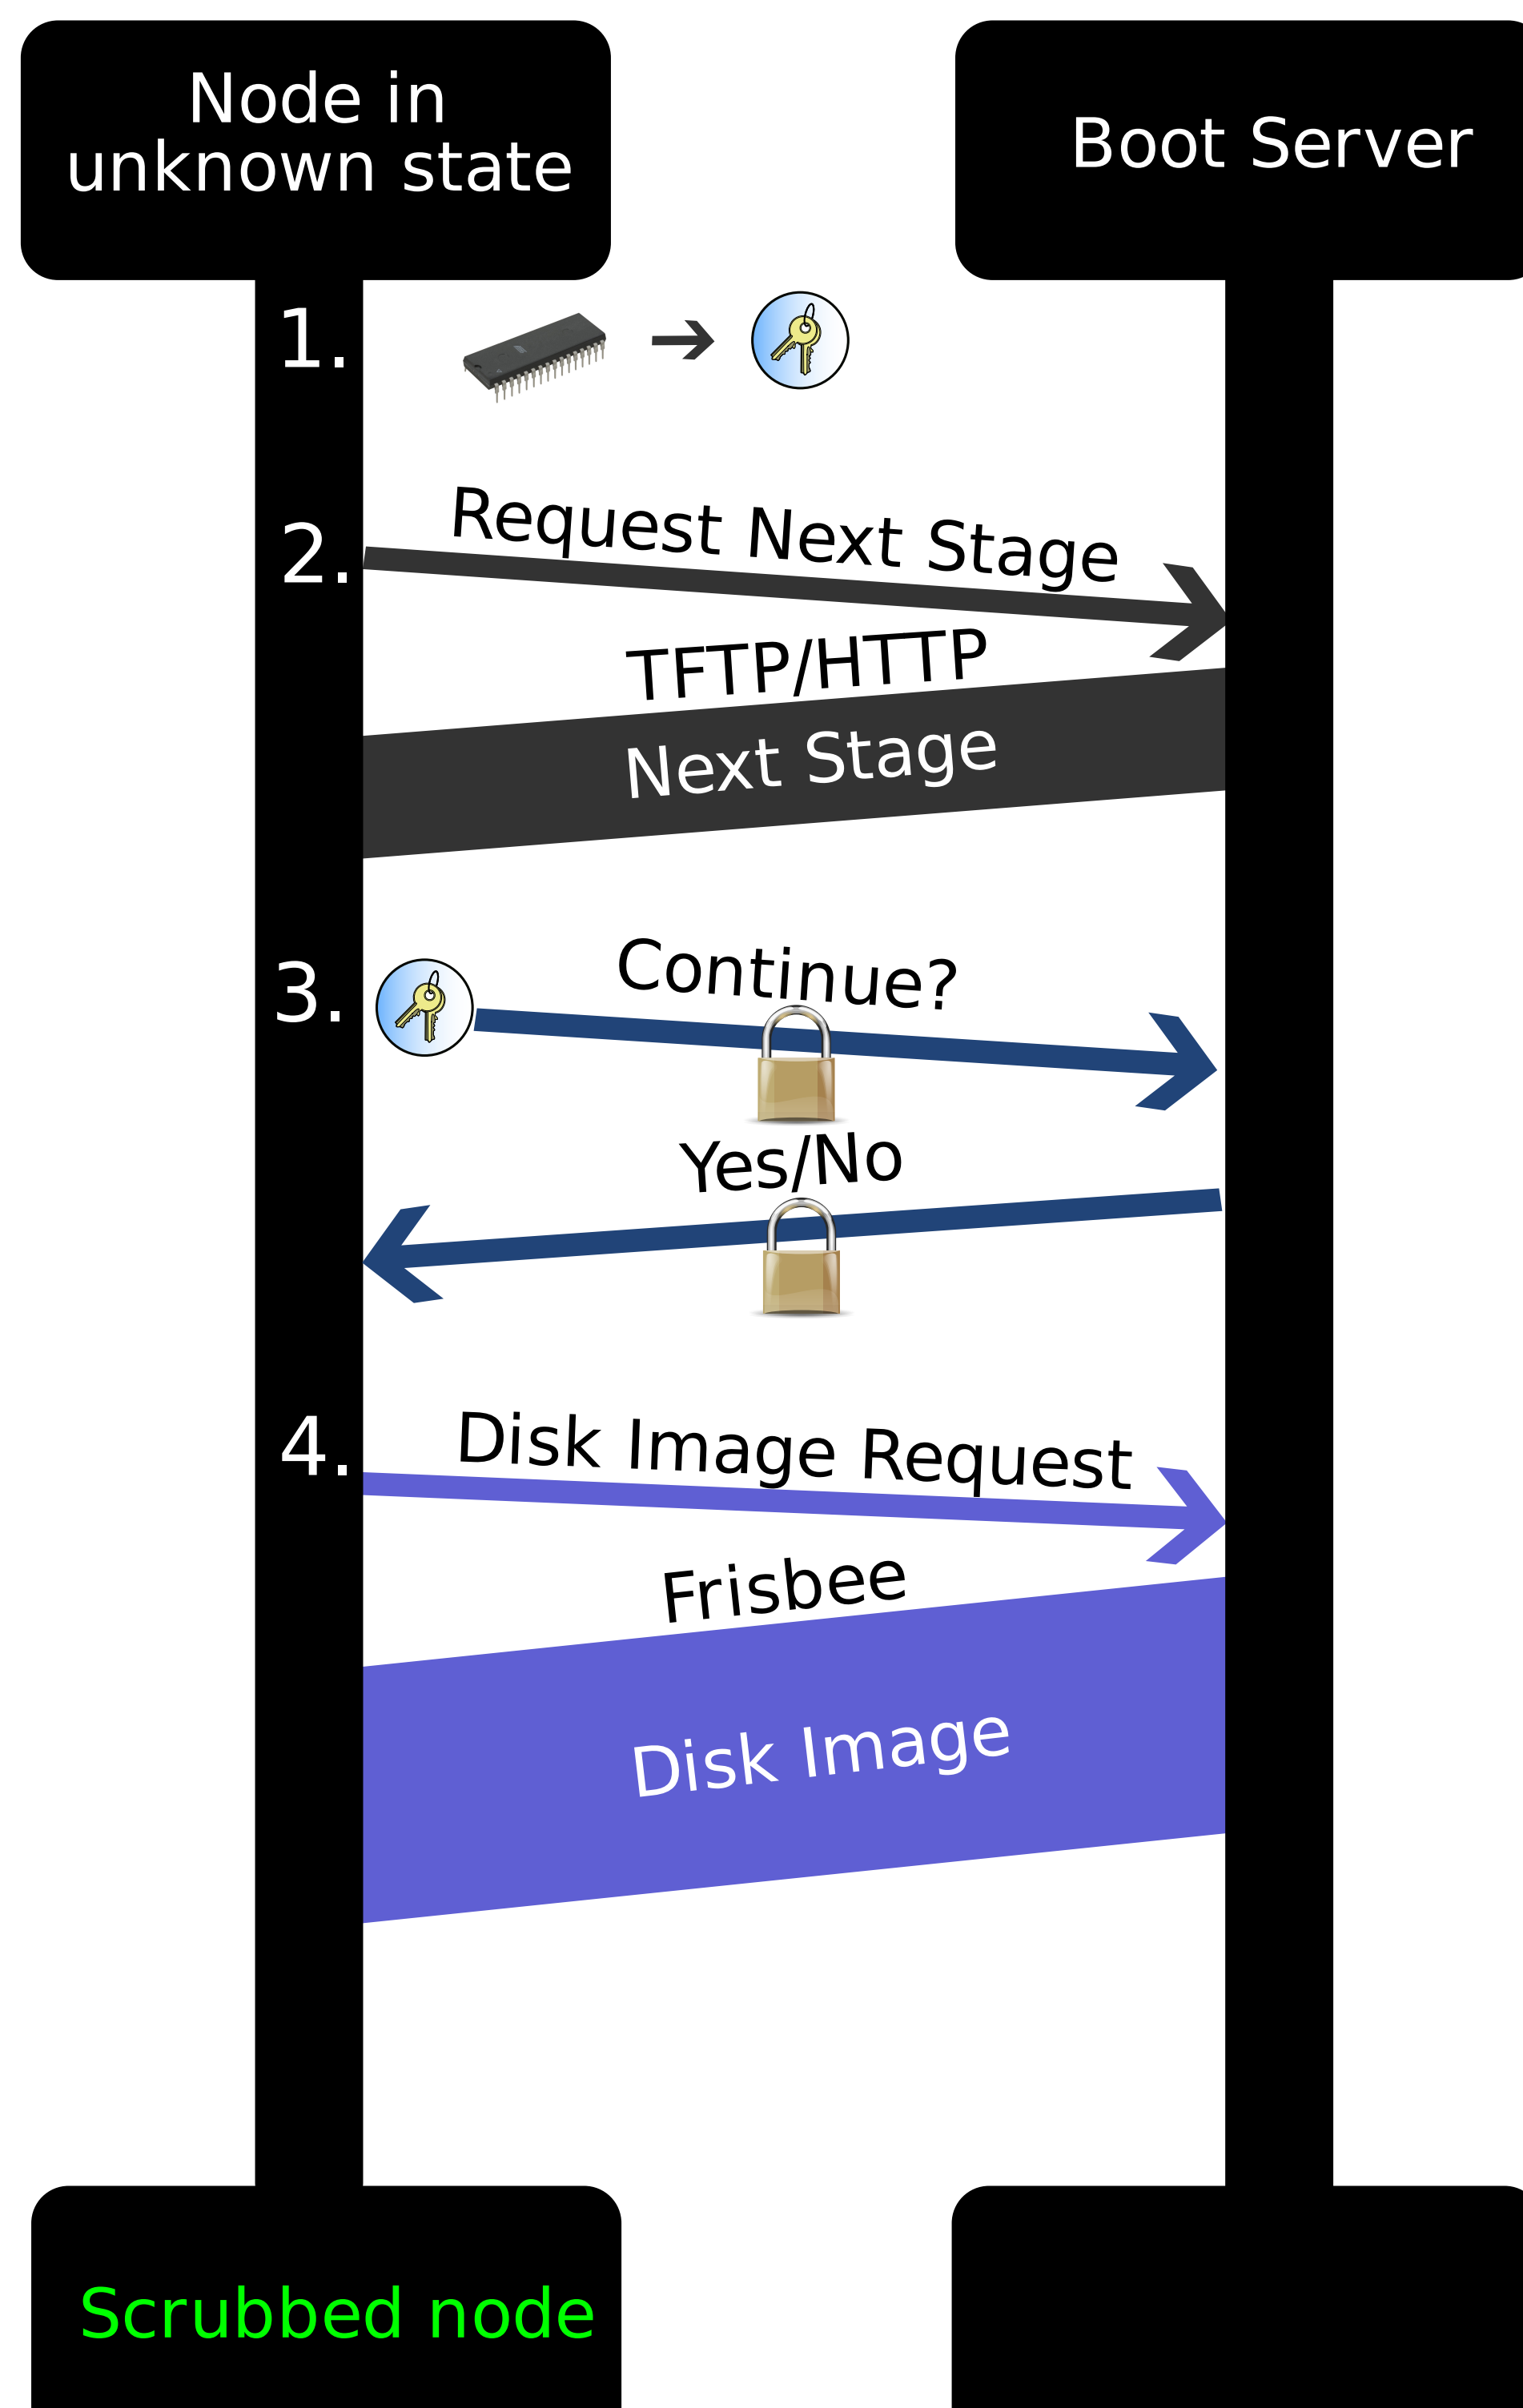 Node in
unknown state
Boot Server
1.
2.
Request Next Stage
TFTP/HTTP
Next Stage
3.
Continue?
Yes/No
4.
Disk Image Request
Frisbee
Disk Image
Scrubbed node